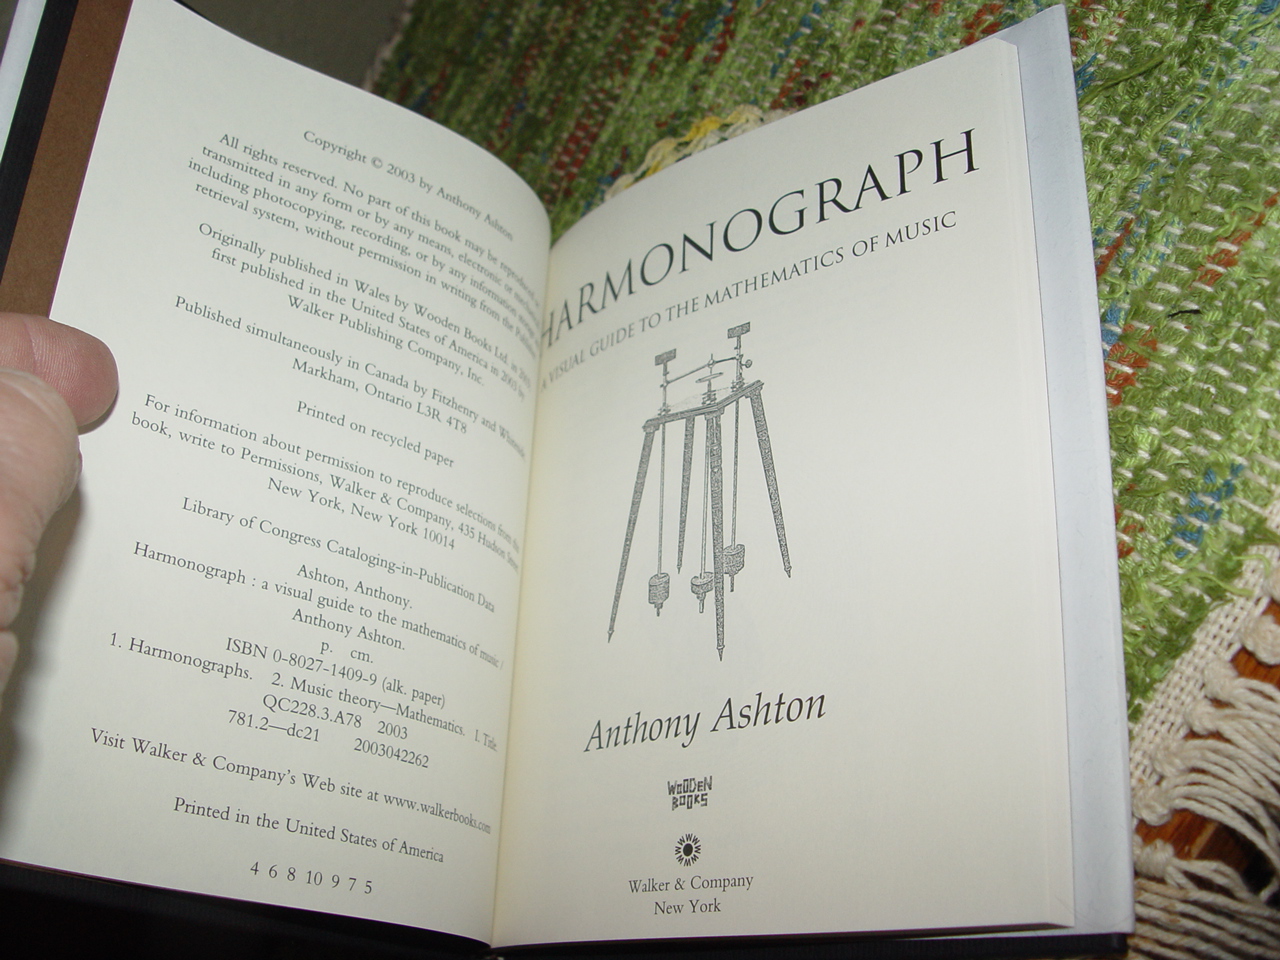 Copyright © 2003 by Anthony Ashton
All rights reserved. No part of this book may be reproduced or
transmitted in any form or by any means, electronic or
including photocopying, recording, or by any information
retrieval system, without permission in writing from the Publisher.
Originally published in Wales by Wooden Books Ltd. in
first published in the United States of America in 2003 by
Walker Publishing Company, Inc.
Published simultaneously in Canada by Fitzhenry and
Markham, Ontario L3R 4T8
Printed on recycled paper
For information about permission to reproduce selections from this
book, write to Permissions, Walker & Company, 435 Hudson
New York, New York 10014
Library of Congress Cataloging-in-Publication Data
Ashton, Anthony.
Harmonograph : a visual guide to the mathematics of music /
Anthony Ashton.
p. cm.
ISBN 0-8027-1409-9 (alk. paper)
1. Harmonographs. 2. Music theory—Mathematics. I. Title.
QC228.3.A78 2003
781.2—dc21 2003042262
Visit Walker & Company's Web site at www.walkerbooks.com
Printed in the United States of America
4 6 8 10 9 7 5
HARMONOGRAPH
A VISUAL GUIDE TO THE MATHEMATICS OF MUSIC
Anthony Ashton
WOODEN
BOOKS
Walker & Company
New York